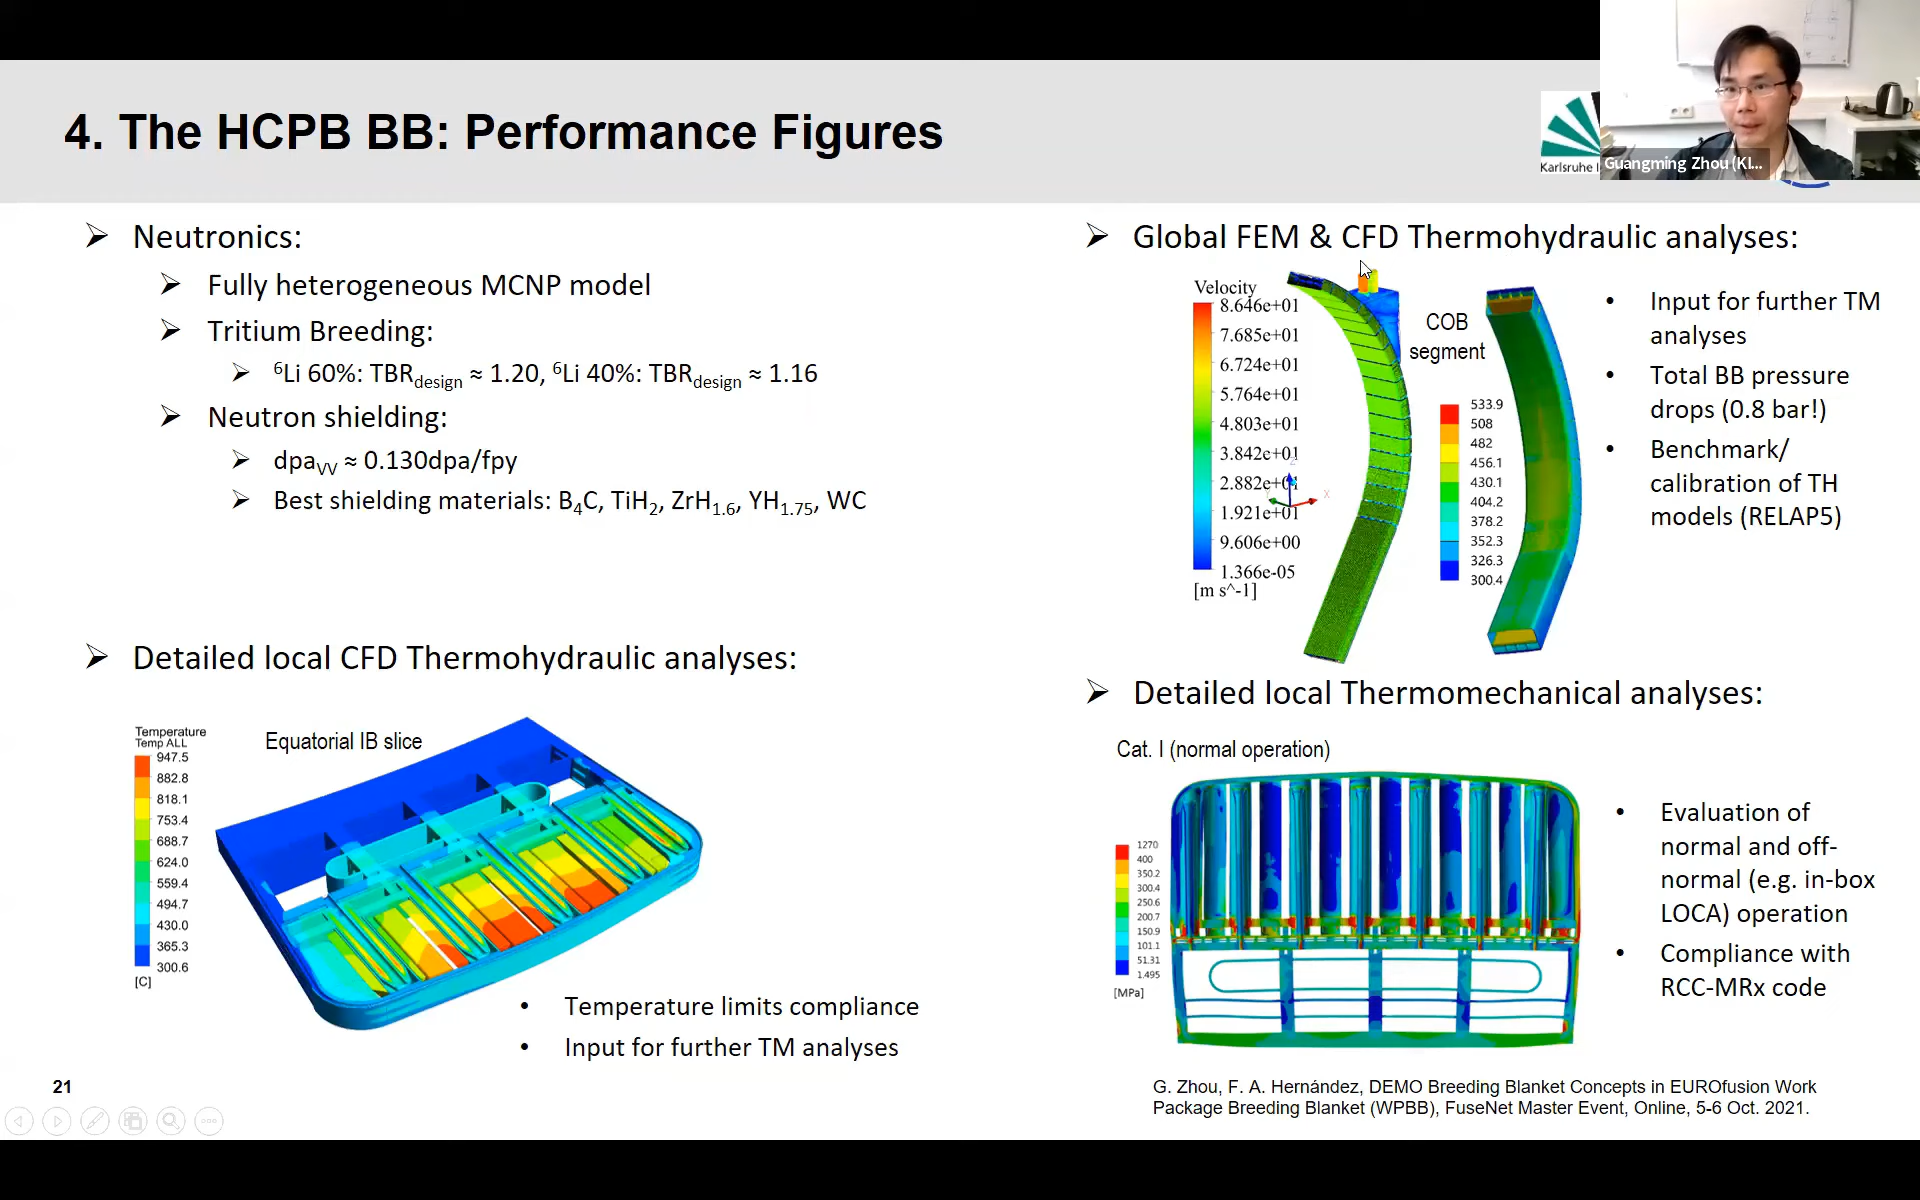 4. The HCPB BB: Performance Figures
Karlsruhe I
Guangming Zhou (KI...
Neutronics:
Fully heterogeneous MCNP model
Tritium Breeding:
⁶Li 60%: TBRdesign ≈ 1.20, ⁶Li 40%: TBRdesign ≈ 1.16
Neutron shielding:
dpaVV ≈ 0.130dpa/fpy
Best shielding materials: B₄C, TiH₂, ZrH₁.₆, YH₁.₇₅, WC
Detailed local CFD Thermohydraulic analyses:
Temperature
Temp ALL
947.5
882.8
818.1
753.4
688.7
624.0
559.4
494.7
430.0
365.3
300.6
[C]
Equatorial IB slice
Temperature limits compliance
Input for further TM analyses
Global FEM & CFD Thermohydraulic analyses:
Velocity
8.646e+01
7.685e+01
6.724e+01
5.764e+01
4.803e+01
3.842e+01
2.882e+01
1.921e+01
9.606e+00
1.366e-05
[m s^-1]
X
COB
segment
533.9
508
482
456.1
430.1
404.2
378.2
352.3
326.3
300.4
Input for further TM
analyses
Total BB pressure
drops (0.8 bar!)
Benchmark/
calibration of TH
models (RELAP5)
Detailed local Thermomechanical analyses:
Cat. I (normal operation)
1270
400
350.2
300.4
250.6
200.7
150.9
101.1
51.31
1.495
[MPa]
Evaluation of
normal and off-
normal (e.g. in-box
LOCA) operation
Compliance with
RCC-MRx code
G. Zhou, F. A. Hernández, DEMO Breeding Blanket Concepts in EUROfusion Work
Package Breeding Blanket (WPBB), FuseNet Master Event, Online, 5-6 Oct. 2021.
21